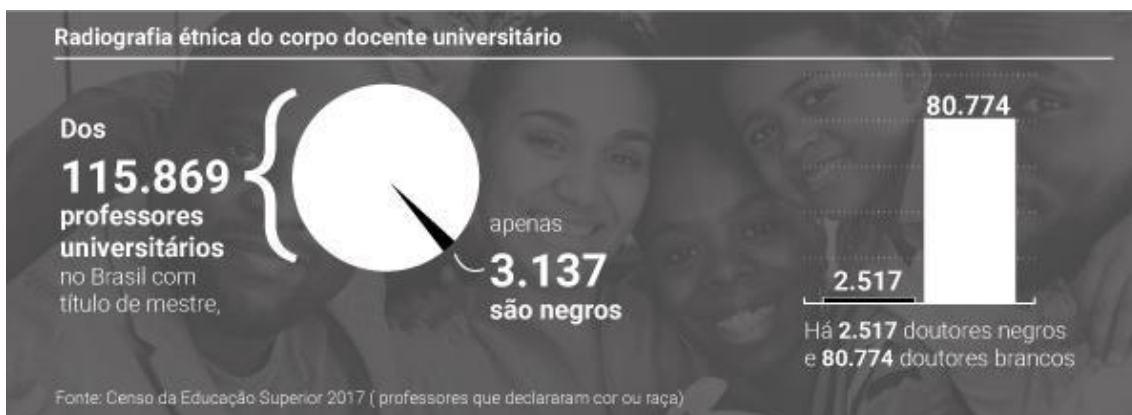 Radiografia étnica do corpo docente universitário
Dos
115.869
professores
universitários
no Brasil com
título de mestre,
apenas
3.137
são negros
80.774
2.517
Há 2.517 doutores negros
e 80.774 doutores brancos
Fonte: Censo da Educação Superior 2017 ( professores que declararam cor ou raça)